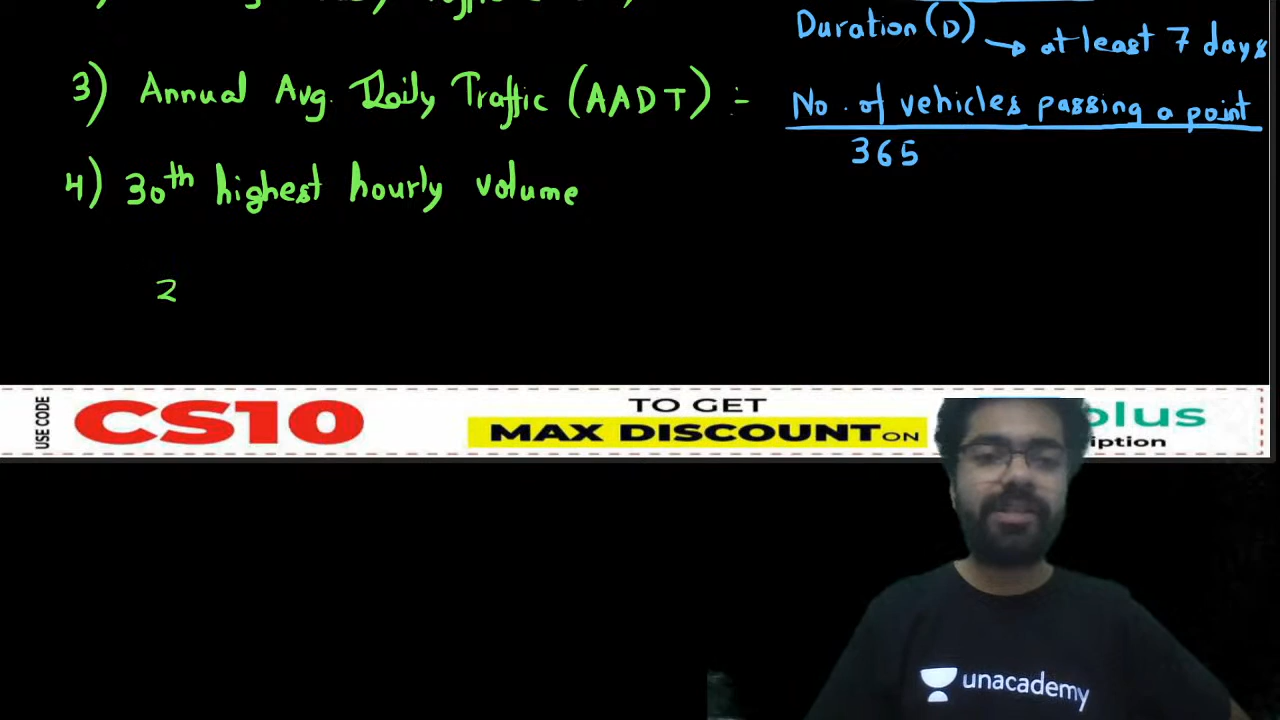 Duration (D) → at least 7 days
3) Annual Avg. Daily Traffic (AADT) = No. of vehicles passing a point
365
4) 30th highest hourly volume
2
USE CODE
CS10
TO GET
MAX DISCOUNT ON
plus
iption
unacademy